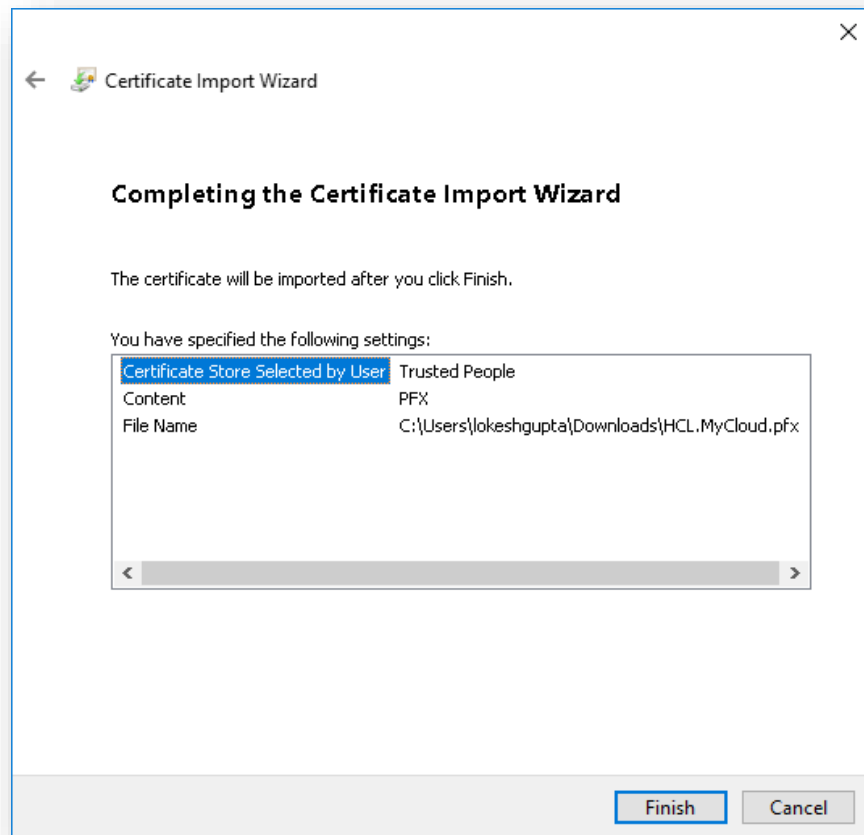 Certificate Import Wizard
Completing the Certificate Import Wizard
The certificate will be imported after you click Finish.
You have specified the following settings:
Certificate Store Selected by User Trusted People
Content PFX
File Name C:\Users\lokeshgupta\Downloads\HCL.MyCloud.pfx
Finish Cancel